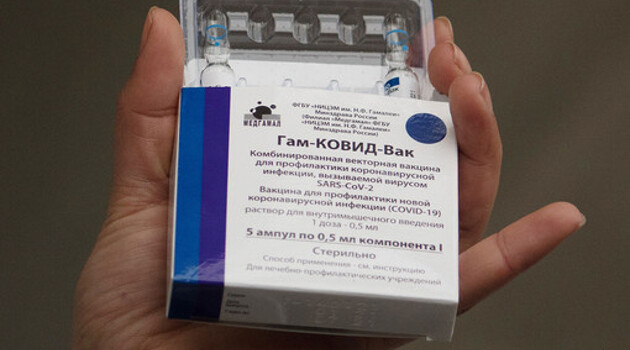 ФГБУ «НИЦЭМ им. Н.Ф. Гамалеи»
Минздрава России
(Филиал «Медгамал» ФГБУ
«НИЦЭМ им. Н.Ф. Гамалеи»
Минздрава России)
МЕДГАМАЛ
Гам-КОВИД-Вак
Комбинированная векторная вакцина
для профилактики коронавирусной
инфекции, вызываемой вирусом
SARS-CoV-2
Вакцина для профилактики новой
коронавирусной инфекции (COVID-19)
раствор для внутримышечного введения
1 доза - 0,5 мл
5 ампул по 0,5 мл компонента I
Стерильно
Способ применения - см. инструкцию
Для лечебно-профилактических учреждений